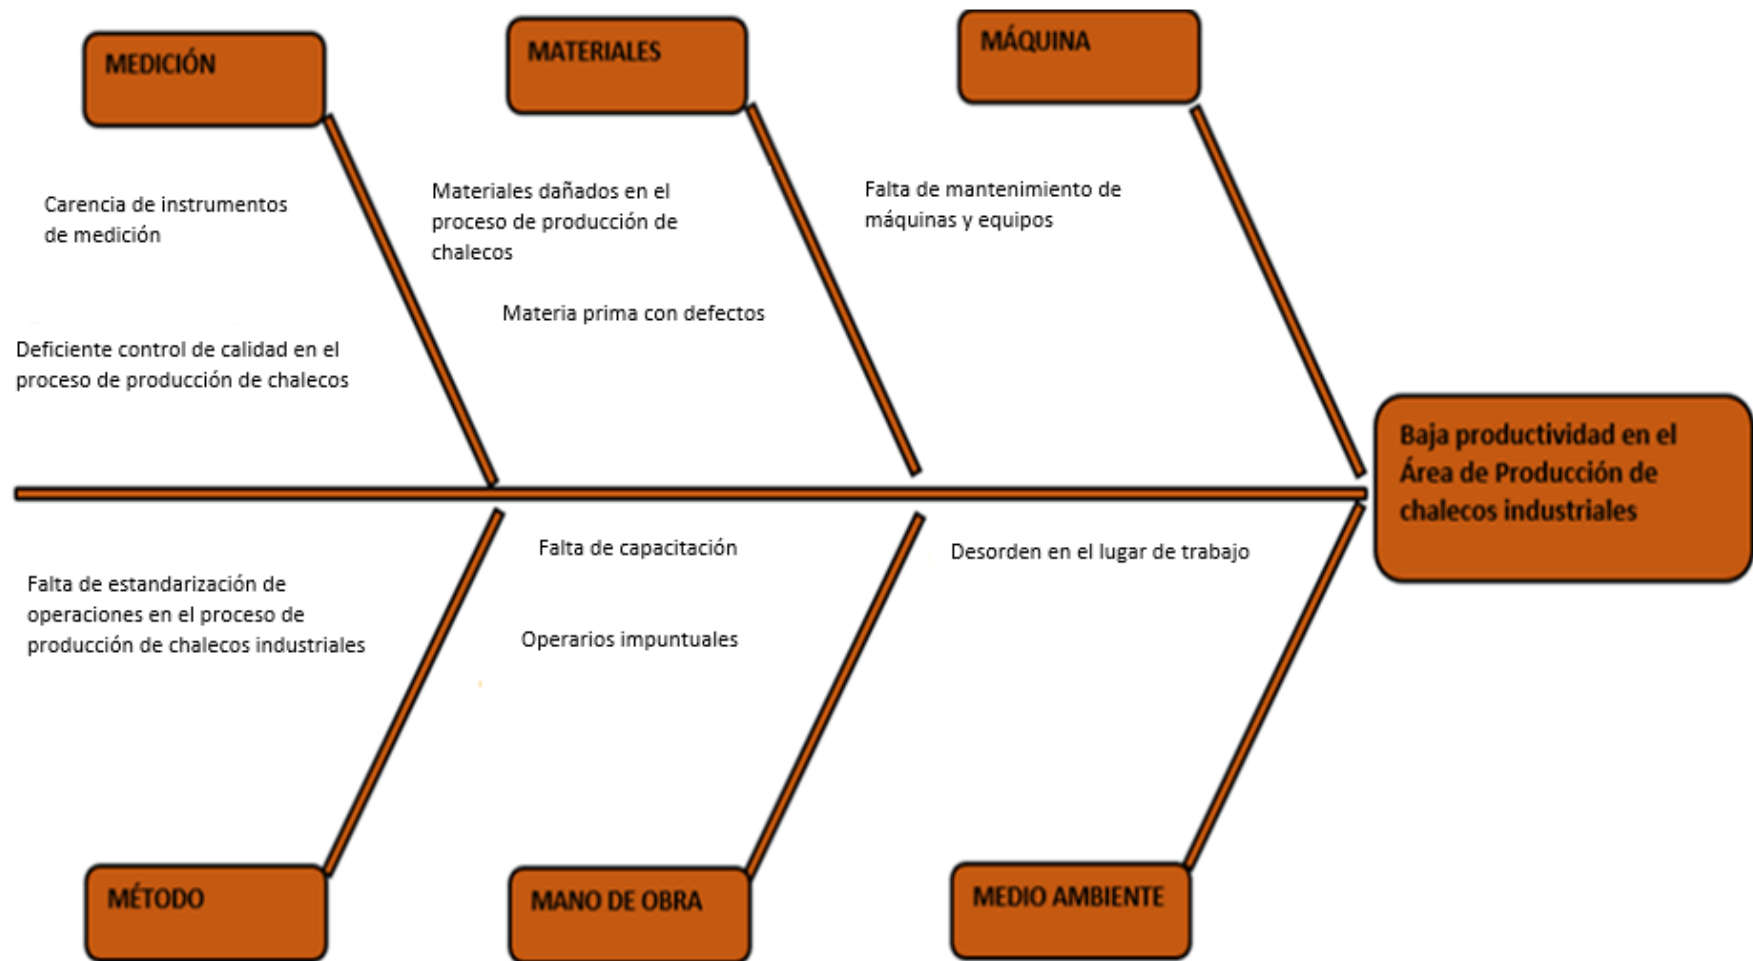 MEDICIÓN
MATERIALES
MÁQUINA
Carencia de instrumentos
de medición
Materiales dañados en el
proceso de producción de
chalecos
Falta de mantenimiento de
máquinas y equipos
Materia prima con defectos
Deficiente control de calidad en el
proceso de producción de chalecos
Baja productividad en el
Área de Producción de
chalecos industriales
Falta de estandarización de
operaciones en el proceso de
producción de chalecos industriales
Falta de capacitación
Operarios impuntuales
Desorden en el lugar de trabajo
MÉTODO
MANO DE OBRA
MEDIO AMBIENTE